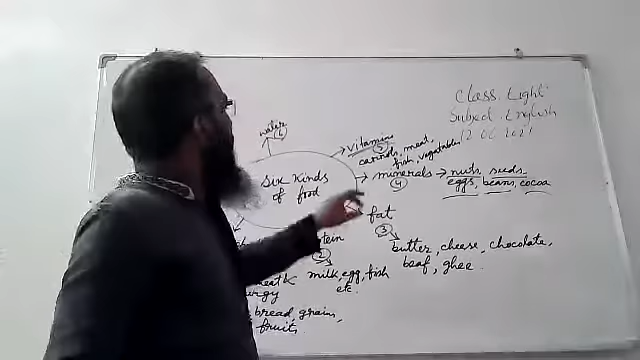 Class. Eight
Subject. English
12 06 2021
water
6
vitamins
5
carrots, meat,
fish, vegetables
Six Kinds
of food
minerals → nuts, seeds
4
eggs, beans, cocoa
fat
3
butter, cheese, chocolate,
beaf, ghee.
tein
2
milk, egg, fish
etc.
bread, grains,
fruits.